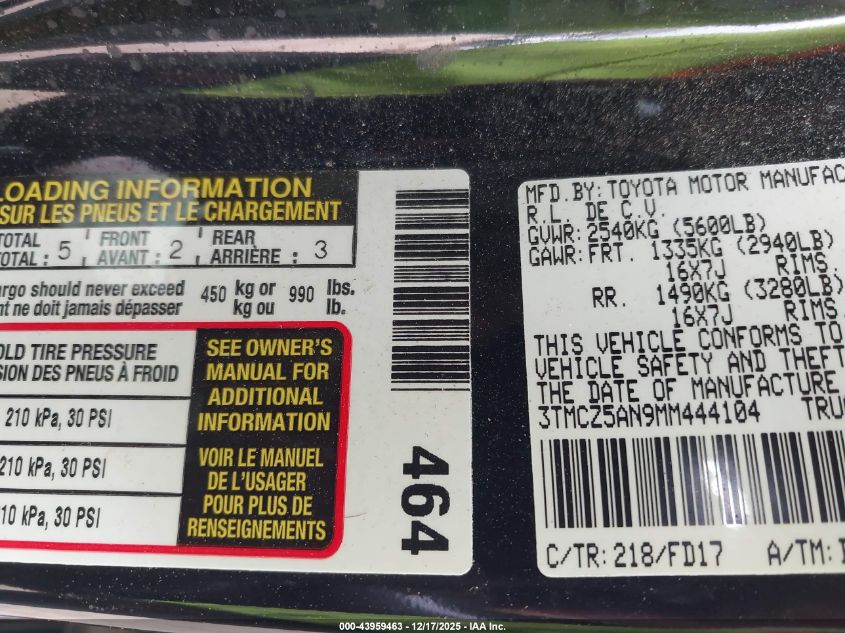 LOADING INFORMATION
SUR LES PNEUS ET LE CHARGEMENT
TOTAL 5 FRONT 2 REAR 3
TOTAL : AVANT : ARRIÈRE :
argo should never exceed 450 kg or 990 lbs.
nt ne doit jamais dépasser kg ou lb.
OLD TIRE PRESSURE
SION DES PNEUS À FROID
210 kPa, 30 PSI
210 kPa, 30 PSI
10 kPa, 30 PSI
SEE OWNER'S
MANUAL FOR
ADDITIONAL
INFORMATION
VOIR LE MANUEL
DE L'USAGER
POUR PLUS DE
RENSEIGNEMENTS
464
MFD.BY:TOYOTA MOTOR MANUFAC
R.L. DE C.V.
GVWR:2540KG (5600LB)
GAWR:FRT. 1335KG (2940LB)
16X7J RIMS,
RR. 1490KG (3280LB)
16X7J RIMS
THIS VEHICLE CONFORMS TO
VEHICLE SAFETY AND THEFT
THE DATE OF MANUFACTURE
3TMCZ5AN9MM444104 TRUC
C/TR:218/FD17 A/TM:
000-43959463 - 12/17/2025 - IAA Inc.